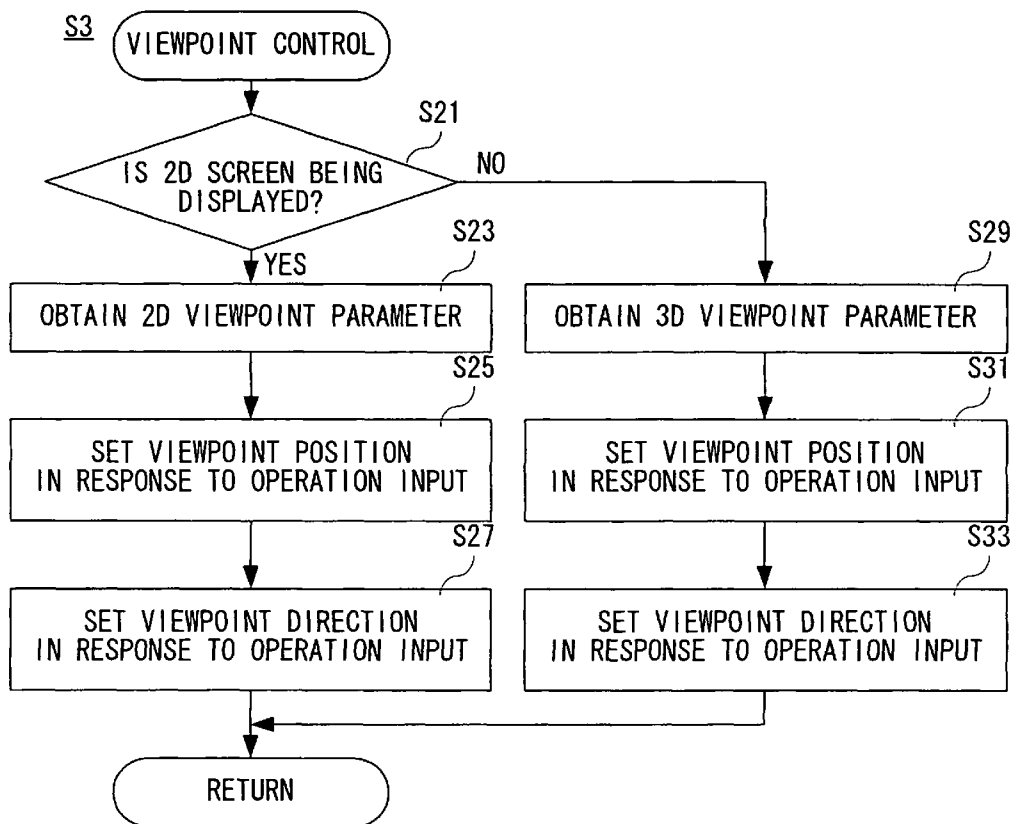 S3
VIEWPOINT CONTROL
S21
IS 2D SCREEN BEING
DISPLAYED?
NO
YES
S23
OBTAIN 2D VIEWPOINT PARAMETER
S25
SET VIEWPOINT POSITION
IN RESPONSE TO OPERATION INPUT
S27
SET VIEWPOINT DIRECTION
IN RESPONSE TO OPERATION INPUT
S29
OBTAIN 3D VIEWPOINT PARAMETER
S31
SET VIEWPOINT POSITION
IN RESPONSE TO OPERATION INPUT
S33
SET VIEWPOINT DIRECTION
IN RESPONSE TO OPERATION INPUT
RETURN